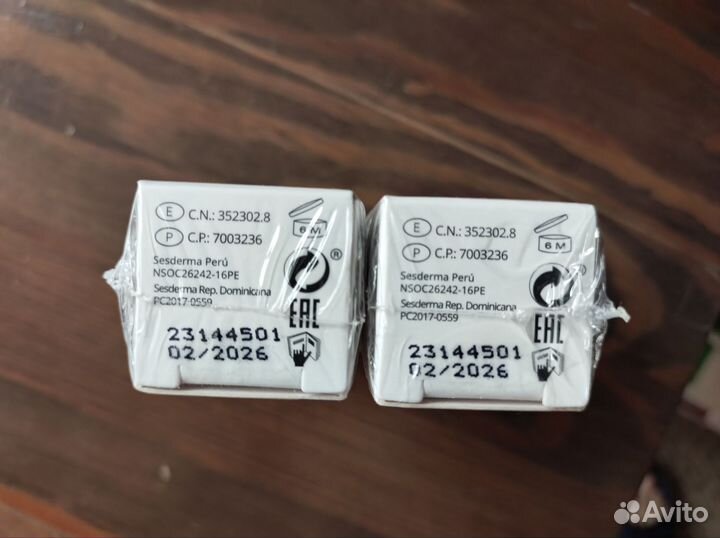 E C.N.: 352302.8
P C.P.: 7003236
6 M
Sesderma Perú
NSOC26242-16PE
Sesderma Rep. Dominicana
PC2017-0559
®
EAC
23144501
02/2026
E C.N.: 352302.8
P C.P.: 7003236
6 M
Sesderma Perú
NSOC26242-16PE
Sesderma Rep. Dominicana
PC2017-0559
®
EAC
23144501
02/2026
Avito